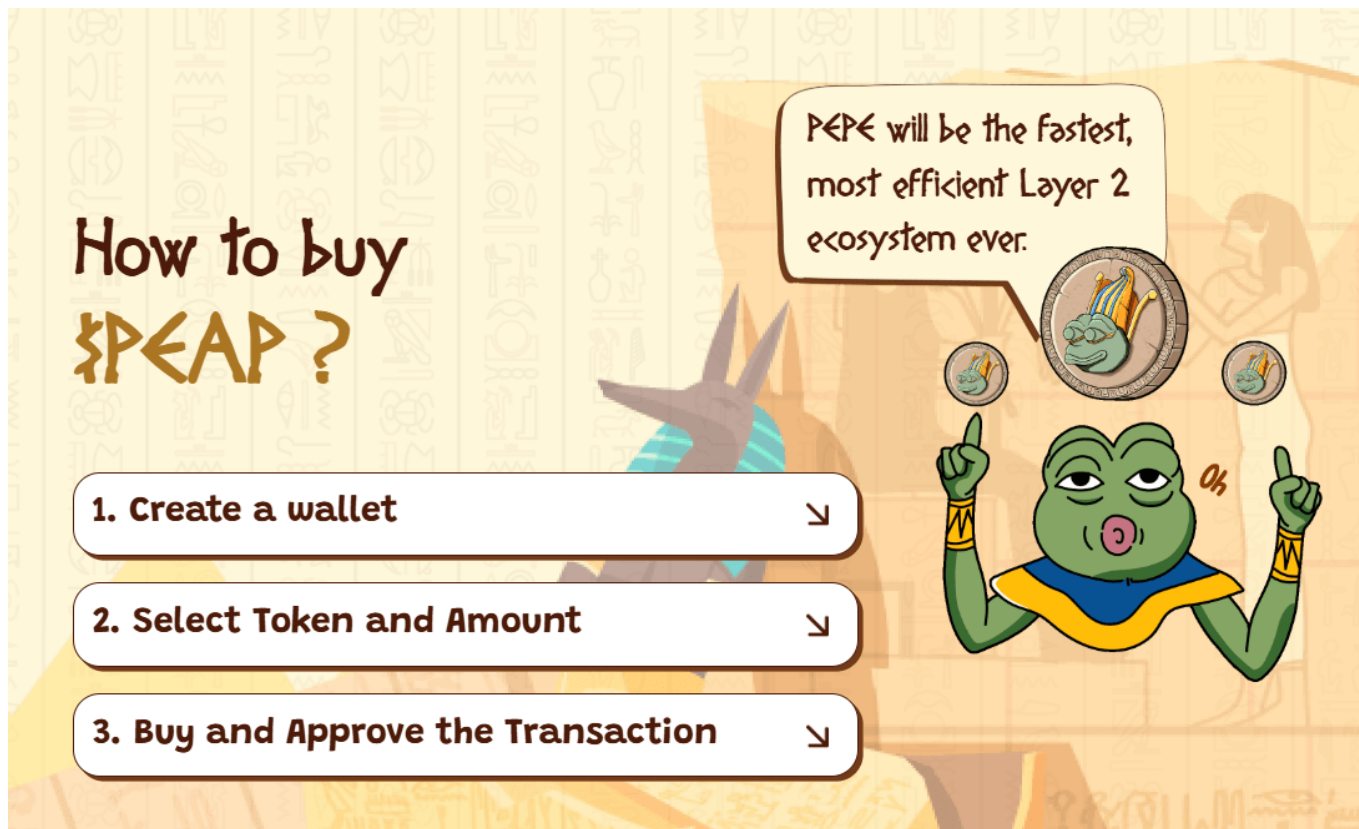 How to buy
$PEAP ?
1. Create a wallet
2. Select Token and Amount
3. Buy and Approve the Transaction
PEPE will be the fastest,
most efficient Layer 2
ecosystem ever.
Oh